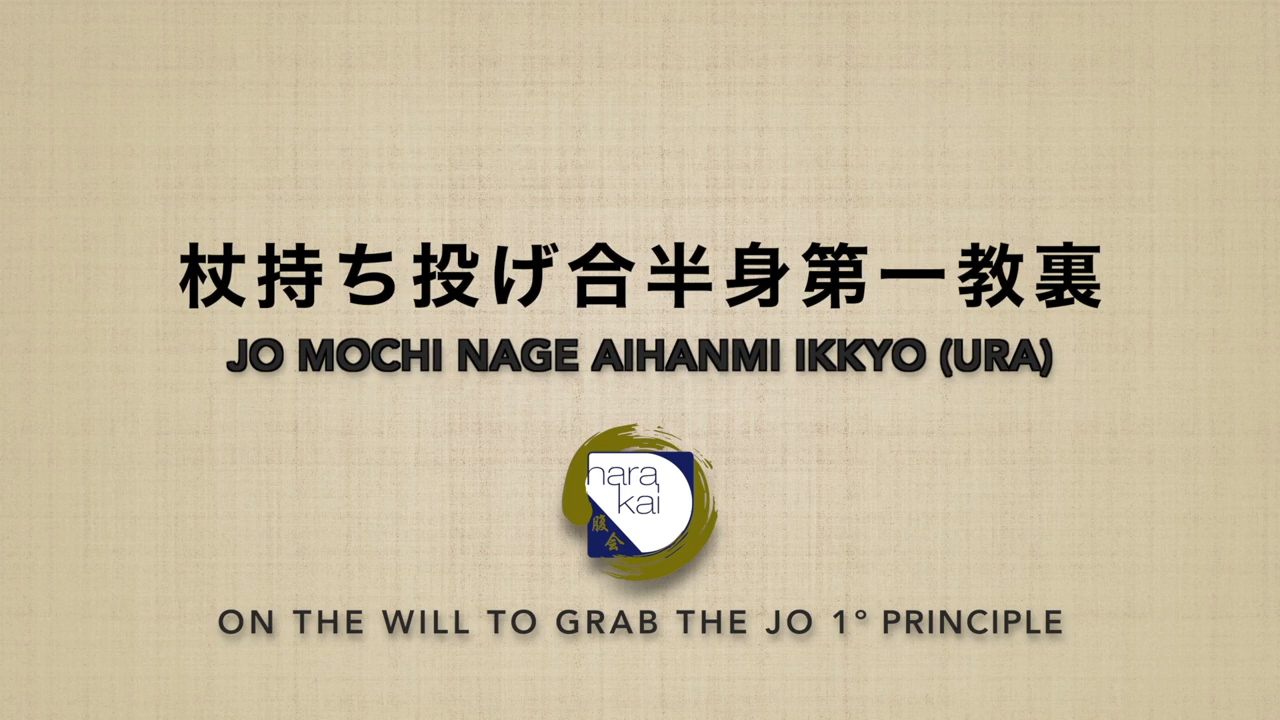 杖持ち投げ合半身第一教裏
JO MOCHI NAGE AIHANMI IKKYO (URA)
hara
kai
腹
会
ON THE WILL TO GRAB THE JO 1° PRINCIPLE